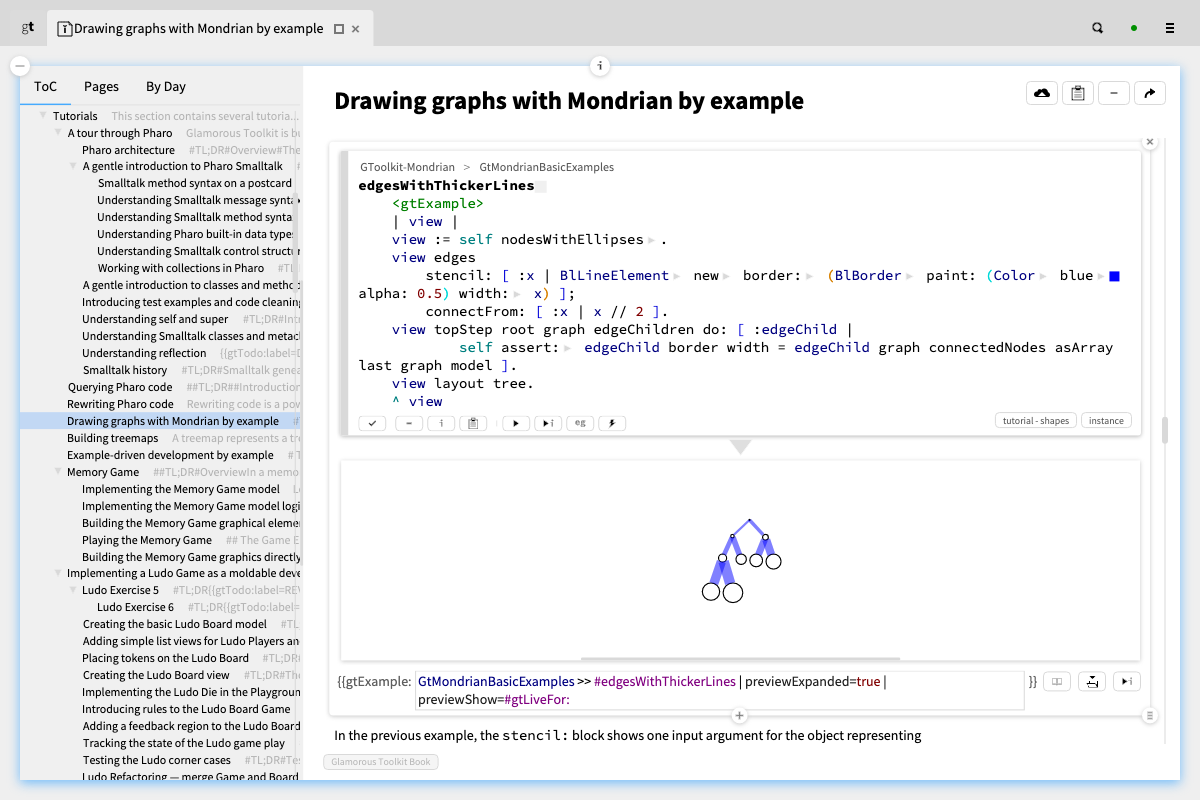 gt
Drawing graphs with Mondrian by example
ToC Pages By Day
Tutorials This section contains several tutoria...
A tour through Pharo Glamorous Toolkit is bu
Pharo architecture #TL;DR#Overview#The
A gentle introduction to Pharo Smalltalk #
Smalltalk method syntax on a postcard
Understanding Smalltalk message synta
Understanding Smalltalk method synta
Understanding Pharo built-in data types
Understanding Smalltalk control structu
Working with collections in Pharo #TL
A gentle introduction to classes and metho
Introducing test examples and code cleaning
Understanding self and super #TL;DR#Int
Understanding Smalltalk classes and metacl
Understanding reflection {{gtTodo:label=D
Smalltalk history #TL;DR#Smalltalk gene
Querying Pharo code ##TL;DR##Introduction
Rewriting Pharo code Rewriting code is a pow
Drawing graphs with Mondrian by example #
Building treemaps A treemap represents a tr
Example-driven development by example #T
Memory Game ##TL;DR#OverviewIn a memo
Implementing the Memory Game model Le
Implementing the Memory Game model logi
Building the Memory Game graphical eleme
Playing the Memory Game ## The Game E
Building the Memory Game graphics directly
Implementing a Ludo Game as a moldable deve
Ludo Exercise 5 #TL;DR{{gtTodo:label=REV
Ludo Exercise 6 #TL;DR{{gtTodo:label=
Creating the basic Ludo Board model #TL
Adding simple list views for Ludo Players an
Placing tokens on the Ludo Board #TL;DR
Creating the Ludo Board view #TL;DR#Th
Implementing the Ludo Die in the Playgroun
Introducing rules to the Ludo Board Game
Adding a feedback region to the Ludo Board
Tracking the state of the Ludo game play
Testing the Ludo corner cases #TL;DR#Tes
Ludo Refactoring — merge Game and Board
Drawing graphs with Mondrian by example
GToolkit-Mondrian > GtMondrianBasicExamples
edgesWithThickerLines
<gtExample>
| view |
view := self nodesWithEllipses .
view edges
stencil: [ :x | BlLineElement new border: (BlBorder paint: (Color blue
alpha: 0.5) width: x) ];
connectFrom: [ :x | x // 2 ].
view topStep root graph edgeChildren do: [ :edgeChild |
self assert: edgeChild border width = edgeChild graph connectedNodes asArray
last graph model ].
view layout tree.
^ view
i
i
eg
tutorial - shapes instance
{{gtExample: GtMondrianBasicExamples >> #edgesWithThickerLines | previewExpanded=true |
previewShow=#gtLiveFor: }}
i
In the previous example, the stencil: block shows one input argument for the object representing
Glamorous Toolkit Book